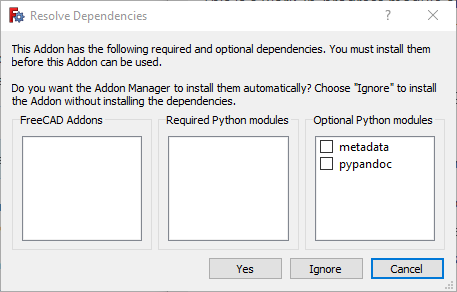 Resolve Dependencies
This Addon has the following required and optional dependencies. You must install them
before this Addon can be used.
Do you want the Addon Manager to install them automatically? Choose "Ignore" to install
the Addon without installing the dependencies.
FreeCAD Addons
Required Python modules
Optional Python modules
metadata
pypandoc
Yes
Ignore
Cancel